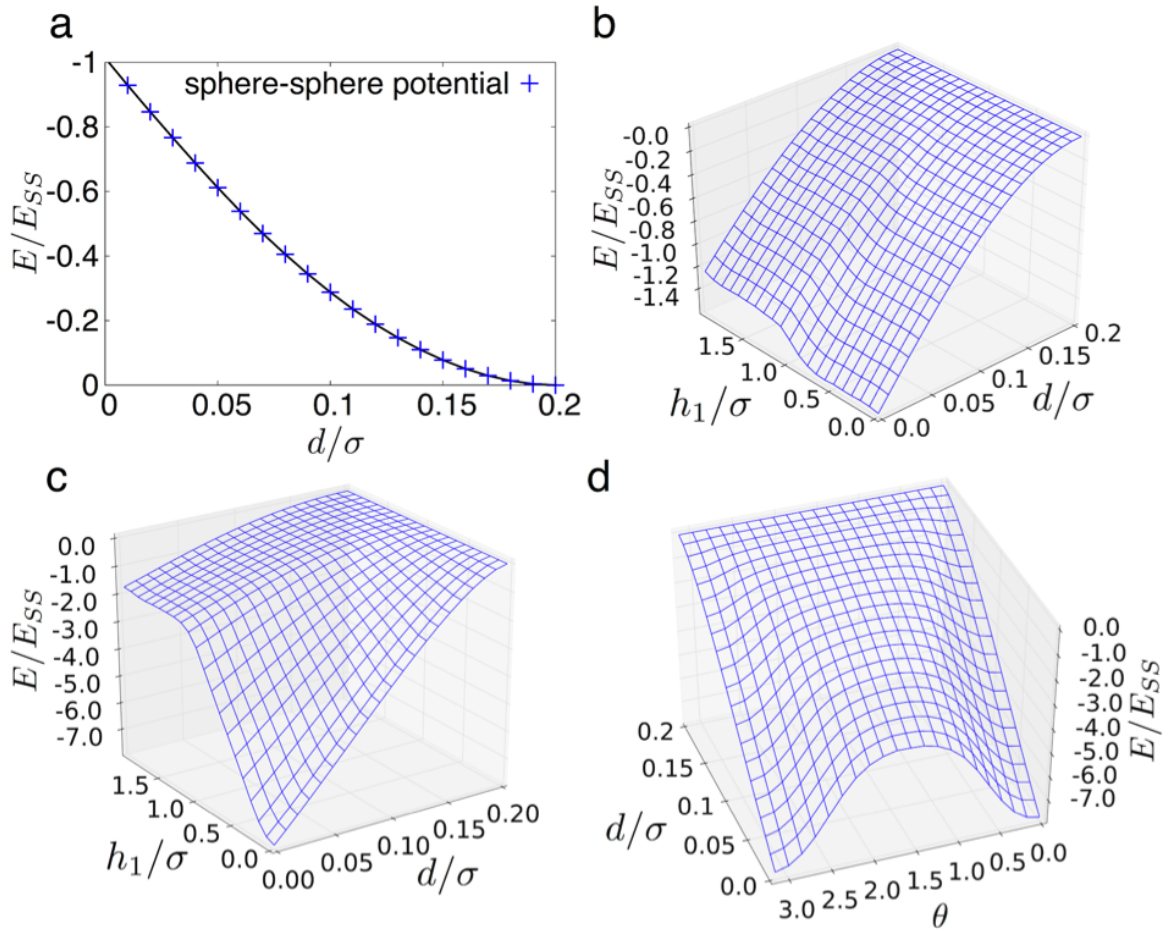 a
-1
-0.8
-0.6
-0.4
-0.2
0
E/E_SS
sphere-sphere potential
0 0.05 0.1 0.15 0.2
d/σ
b
-0.0
-0.2
-0.4
-0.6
-0.8
-1.0
-1.2
-1.4
E/E_SS
1.5 1.0 0.5 0.0
h_1/σ
0.0 0.05 0.1 0.15 0.2
d/σ
c
0.0
-1.0
-2.0
-3.0
-4.0
-5.0
-6.0
-7.0
E/E_SS
1.5 1.0 0.5 0.0
h_1/σ
0.00 0.05 0.10 0.15 0.20
d/σ
d
0.2
0.15
0.1
0.05
0.0
d/σ
3.0 2.5 2.0 1.5 1.0 0.5 0.0
θ
0.0
-1.0
-2.0
-3.0
-4.0
-5.0
-6.0
-7.0
E/E_SS